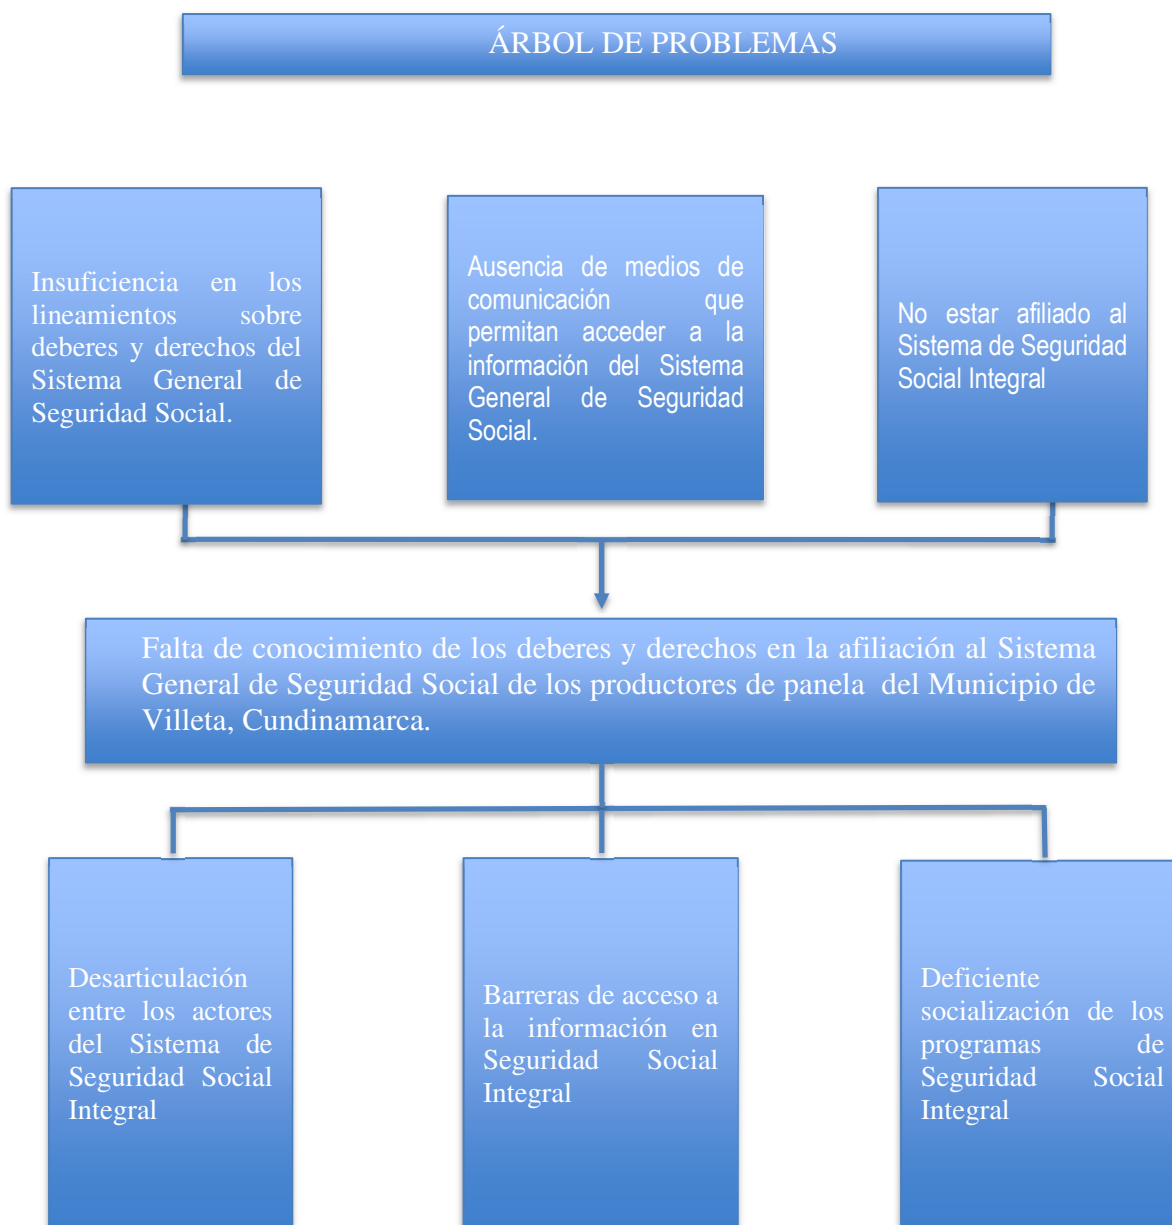 ÁRBOL DE PROBLEMAS
Insuficiencia en los
lineamientos sobre
deberes y derechos del
Sistema General de
Seguridad Social.
Ausencia de medios de
comunicación que
permitan acceder a la
información del Sistema
General de Seguridad
Social.
No estar afiliado al
Sistema de Seguridad
Social Integral
Falta de conocimiento de los deberes y derechos en la afiliación al Sistema
General de Seguridad Social de los productores de panela del Municipio de
Villeta, Cundinamarca.
Desarticulación
entre los actores
del Sistema de
Seguridad Social
Integral
Barreras de acceso a
la información en
Seguridad Social
Integral
Deficiente
socialización de los
programas de
Seguridad Social
Integral